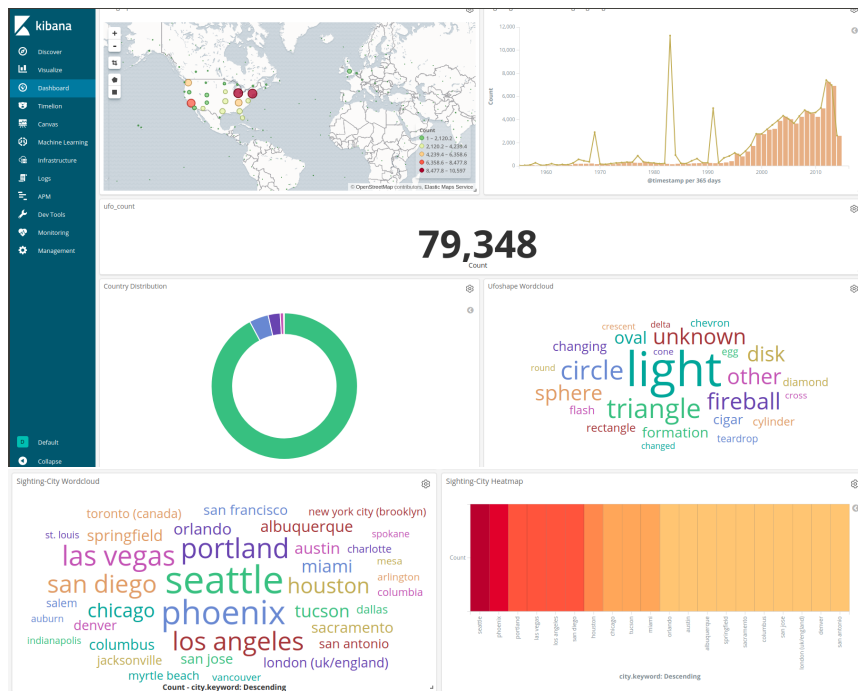 kibana
Discover
Visualize
Dashboard
Timelion
Canvas
Machine Learning
Infrastructure
Logs
APM
Dev Tools
Monitoring
Management
D Default
Collapse
+
-
Count
1 – 2,120.2
2,120.2 – 4,239.4
4,239.4 – 6,358.6
6,358.6 – 8,477.8
8,477.8 – 10,597
© OpenStreetMap contributors, Elastic Maps Service
12,000
10,000
8,000
6,000
4,000
2,000
0
Count
1960
1970
1980
1990
2000
2010
@timestamp per 365 days
ufo_count
79,348
Count
Country Distribution
Ufoshape Wordcloud
crescent
delta
chevron
oval
unknown
changing
cone
egg
disk
round
circle
light
other
diamond
sphere
fireball
cross
flash
triangle
rectangle
formation
cigar
cylinder
teardrop
changed
Sighting-City Wordcloud
toronto (canada)
san francisco
new york city (brooklyn)
st. louis
springfield
orlando
albuquerque
spokane
las vegas
portland
austin
charlotte
miami
mesa
san diego
seattle
houston
arlington
columbia
salem
chicago
phoenix
tucson
dallas
auburn
denver
sacramento
indianapolis
columbus
los angeles
san antonio
jacksonville
san jose
london (uk/england)
myrtle beach
vancouver
Count - city.keyword: Descending
Sighting-City Heatmap
Count
seattle
phoenix
portland
las vegas
los angeles
san diego
houston
chicago
tucson
miami
orlando
austin
albuquerque
springfield
sacramento
columbus
san jose
london (uk/england)
denver
san antonio
city.keyword: Descending